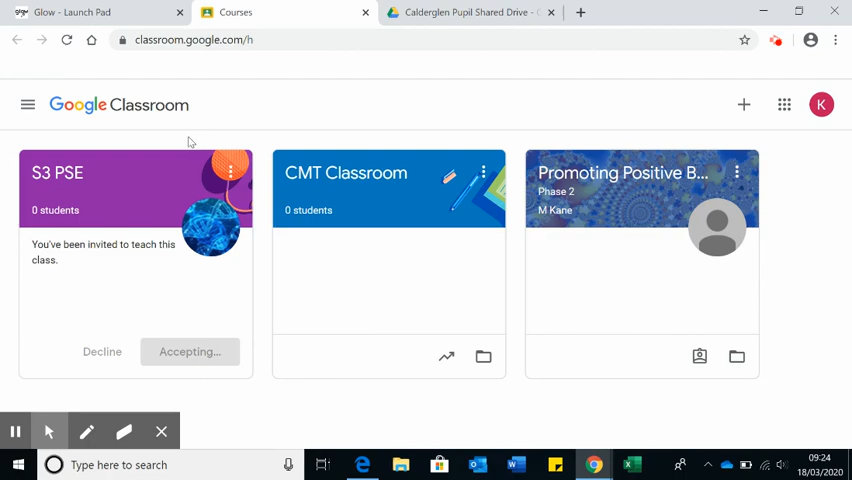 glow Glow - Launch Pad
Courses
Calderglen Pupil Shared Drive -
classroom.google.com/h
Google Classroom
K
S3 PSE
0 students
You've been invited to teach this
class.
Decline
Accepting...
CMT Classroom
0 students
Promoting Positive B...
Phase 2
M Kane
Type here to search
09:24
18/03/2020